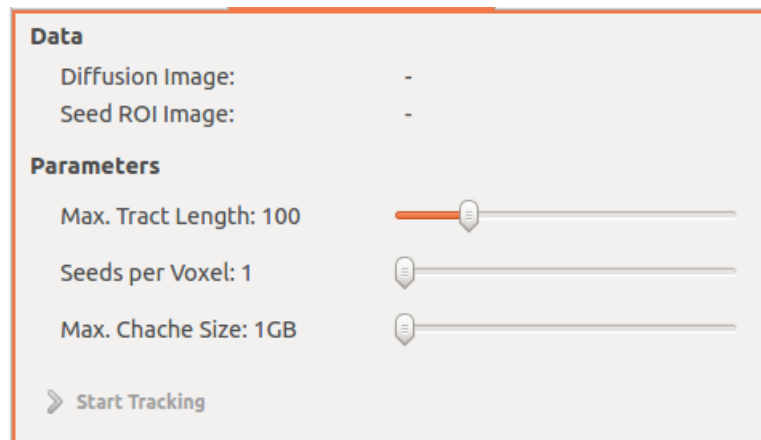 Data
Diffusion Image: -
Seed ROI Image: -
Parameters
Max. Tract Length: 100
Seeds per Voxel: 1
Max. Chache Size: 1GB
Start Tracking